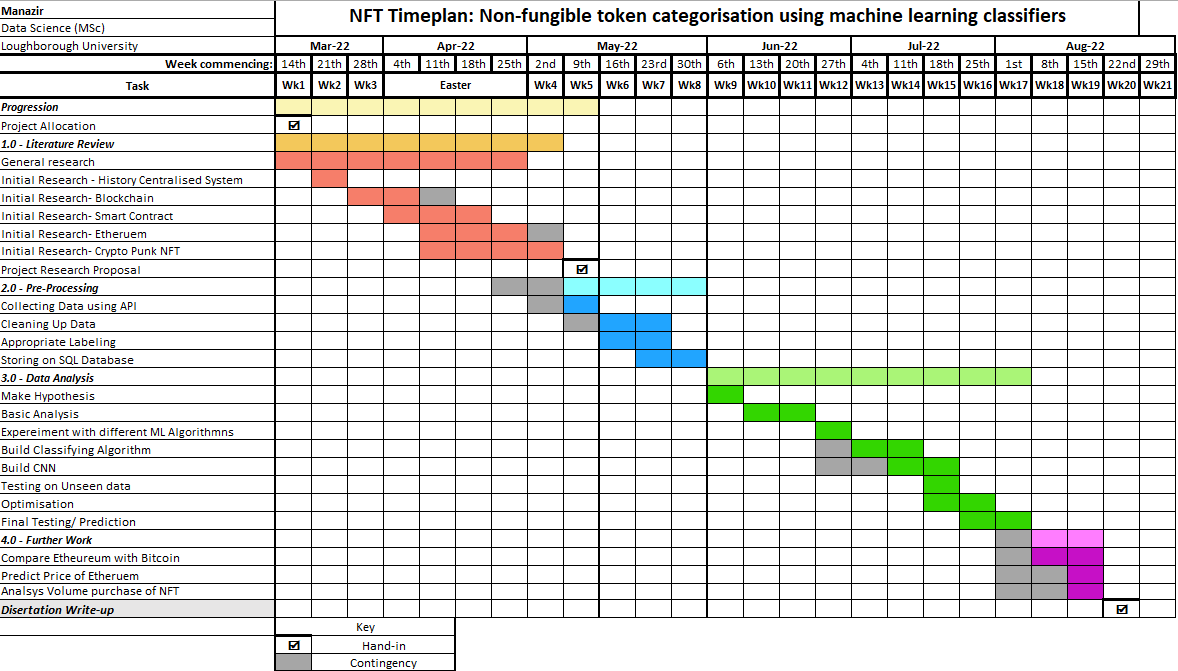 Manazir
NFT Timeplan: Non-fungible token categorisation using machine learning classifiers
Data Science (MSc)
Loughborough University Mar-22 Apr-22 May-22 Jun-22 Jul-22 Aug-22
Week commencing: 14th 21th 28th 4th 11th 18th 25th 2nd 9th 16th 23rd 30th 6th 13th 20th 27th 4th 11th 18th 25th 1st 8th 15th 22nd 29th
Task Wk1 Wk2 Wk3 Easter Wk4 Wk5 Wk6 Wk7 Wk8 Wk9 Wk10 Wk11 Wk12 Wk13 Wk14 Wk15 Wk16 Wk17 Wk18 Wk19 Wk20 Wk21
Progression
Project Allocation
1.0 - Literature Review
General research
Initial Research - History Centralised System
Initial Research- Blockchain
Initial Research- Smart Contract
Initial Research- Etheruem
Initial Research- Crypto Punk NFT
Project Research Proposal
2.0 - Pre-Processing
Collecting Data using API
Cleaning Up Data
Appropriate Labeling
Storing on SQL Database
3.0 - Data Analysis
Make Hypothesis
Basic Analysis
Expereiment with different ML Algorithmns
Build Classifying Algorithm
Build CNN
Testing on Unseen data
Optimisation
Final Testing/ Prediction
4.0 - Further Work
Compare Etheureum with Bitcoin
Predict Price of Etheruem
Analsys Volume purchase of NFT
Disertation Write-up
Key
Hand-in
Contingency